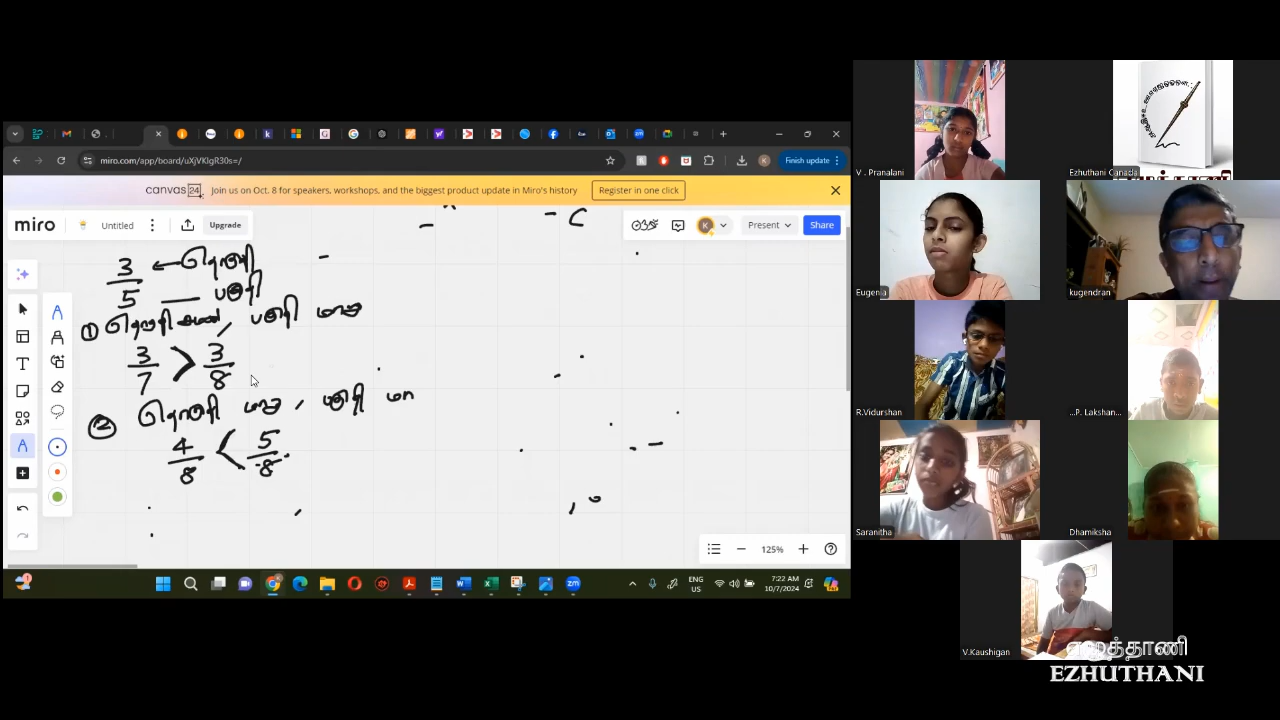 miro.com/app/board/uXjVKlgR30s=/
Finish update
canvas 24 Join us on Oct. 8 for speakers, workshops, and the biggest product update in Miro's history Register in one click
miro Untitled Upgrade Present Share
K
3/5 ← தொகுதி
— பகுதி
① தொகுதி சமன், பகுதி மாறு
3/7 > 3/8
② தொகுதி மாறு, பகுதி
4/8 < 5/8
125%
ENG
US
7:22 AM
10/7/2024
V . Pranalani
Ezhuthani Canada
Eugenia
kugendran
R.Vidurshan
...P. Lakshan...
Saranitha
Dhamiksha
V.Kaushigan
எழுத்தாணி
EZHUTHANI